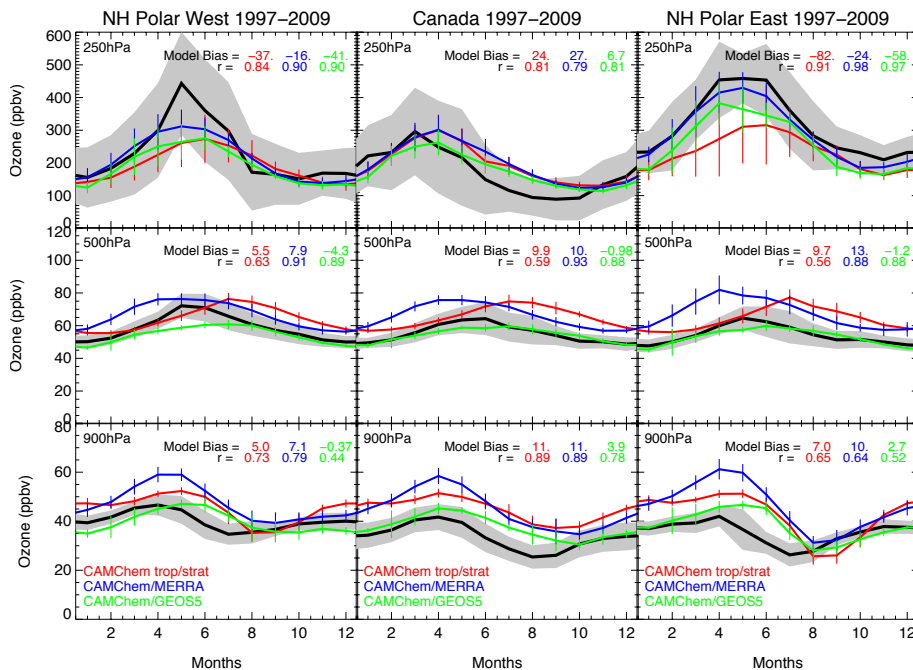 NH Polar West 1997−2009 Canada 1997−2009 NH Polar East 1997−2009
600
500
400
300
200
100
0
Ozone (ppbv)
250hPa
Model Bias = −37. −16. −41.
r = 0.84 0.90 0.90
250hPa
Model Bias = 24. 27. 6.7
r = 0.81 0.79 0.81
250hPa
Model Bias = −82. −24. −58.
r = 0.91 0.98 0.97
120
100
80
60
40
20
0
Ozone (ppbv)
500hPa
Model Bias = 5.5 7.9 −4.3
r = 0.63 0.91 0.89
500hPa
Model Bias = 9.9 10. −0.98
r = 0.59 0.93 0.88
500hPa
Model Bias = 9.7 13. −1.2
r = 0.56 0.88 0.88
80
60
40
20
0
Ozone (ppbv)
900hPa
Model Bias = 5.0 7.1 −0.37
r = 0.73 0.79 0.44
CAMChem trop/strat
CAMChem/MERRA
CAMChem/GEOS5
900hPa
Model Bias = 11. 11. 3.9
r = 0.89 0.89 0.78
CAMChem trop/strat
CAMChem/MERRA
CAMChem/GEOS5
900hPa
Model Bias = 7.0 10. 2.7
r = 0.65 0.64 0.52
CAMChem trop/strat
CAMChem/MERRA
CAMChem/GEOS5
2 4 6 8 10 12 2 4 6 8 10 12 2 4 6 8 10 12
Months Months Months